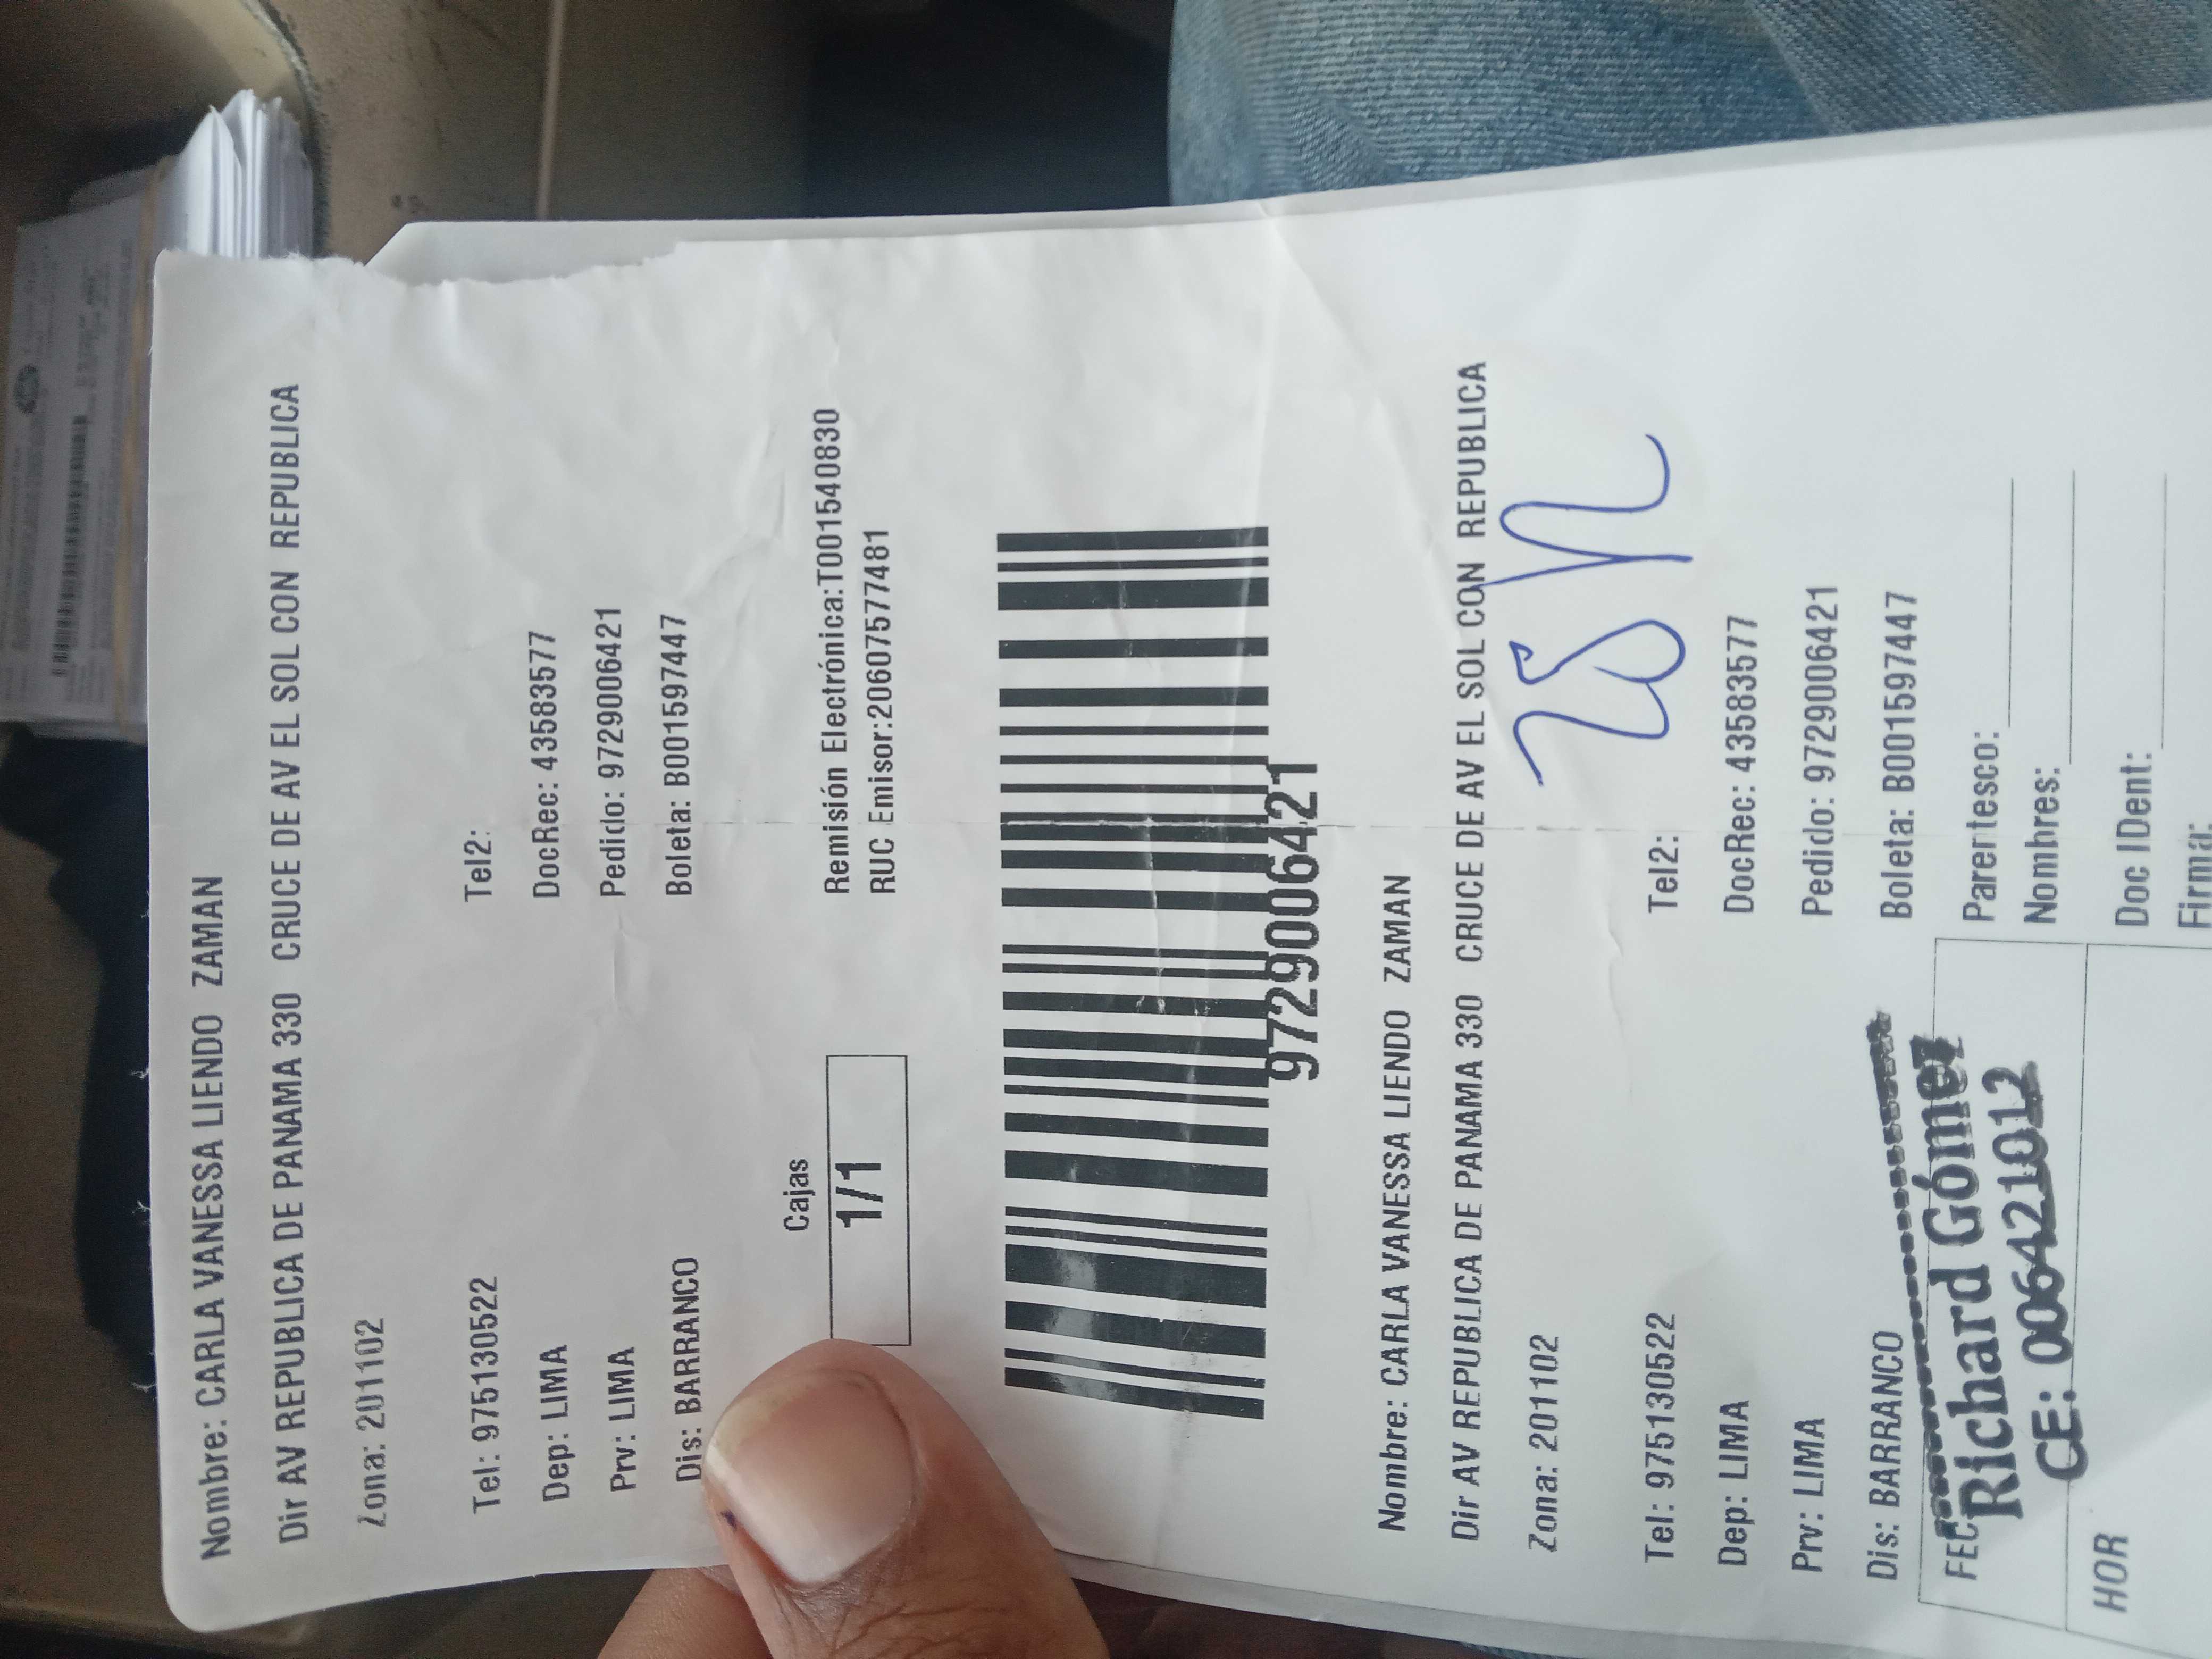 Nombre: CARLA VANESSA LIENDO ZAMAN
Dir AV REPUBLICA DE PANAMA 330 CRUCE DE AV EL SOL CON REPUBLICA
Zona: 201102
Tel: 975130522 Tel2:
Dep: LIMA DocRec: 43583577
Prv: LIMA Pedido: 9729006421
Dis: BARRANCO Boleta: B001597447
Cajas
1/1
Remisión Electrónica:T001540830
RUC Emisor:20607577481
9729006421
Nombre: CARLA VANESSA LIENDO ZAMAN
Dir AV REPUBLICA DE PANAMA 330 CRUCE DE AV EL SOL CON REPUBLICA
Zona: 201102
Tel: 975130522 Tel2:
Dep: LIMA DocRec: 43583577
Prv: LIMA Pedido: 9729006421
Dis: BARRANCO Boleta: B001597447
FEC
Richard Gómez
CE: 006421012
HOR
Parentesco:
Nombres:
Doc IDent:
Firma: